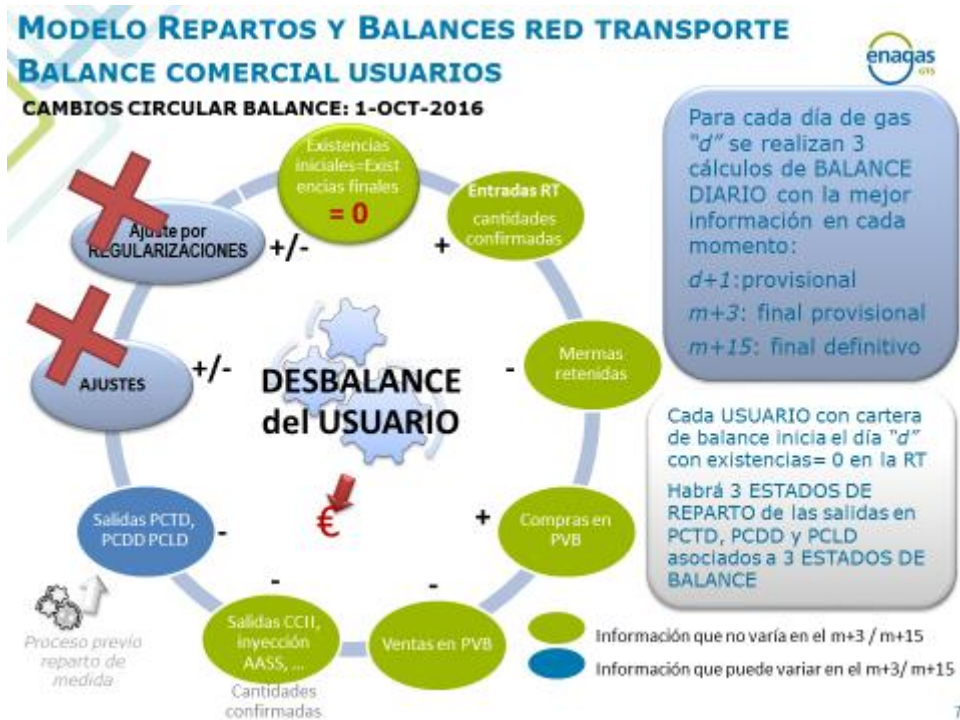 MODELO REPARTOS Y BALANCES RED TRANSPORTE
BALANCE COMERCIAL USUARIOS
enagas
GTS
CAMBIOS CIRCULAR BALANCE: 1-OCT-2016
Existencias
iniciales=Exist
encias finales
= 0
Entradas RT
cantidades
confirmadas
+
Mermas
retenidas
-
Compras en
PVB
+
Ventas en PVB
-
Salidas CCII,
inyección
AASS, ...
-
Cantidades
confirmadas
Salidas PCTD,
PCDD PCLD
-
Proceso previo
reparto de
medida
AJUSTES
+/-
Ajuste por
REGULARIZACIONES
+/-
DESBALANCE
del USUARIO
€
Para cada día de gas
"d" se realizan 3
cálculos de BALANCE
DIARIO con la mejor
información en cada
momento:
d+1:provisional
m+3: final provisional
m+15: final definitivo
Cada USUARIO con cartera
de balance inicia el día "d"
con existencias= 0 en la RT
Habrá 3 ESTADOS DE
REPARTO de las salidas en
PCTD, PCDD y PCLD
asociados a 3 ESTADOS DE
BALANCE
Información que no varía en el m+3 / m+15
Información que puede variar en el m+3/ m+15
7